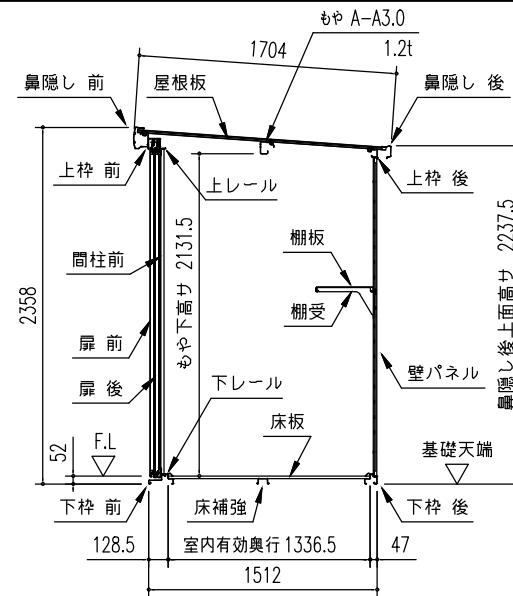 もや A-A3.0
1704
1.2t
鼻隠し 前
屋根板
鼻隠し 後
上枠 前
上レール
上枠 後
間柱前
もや下高サ 2131.5
棚板
鼻隠し後上面高サ 2237.5
2358
棚受
扉 前
壁パネル
扉 後
下レール
床板
52
F.L
基礎天端
下枠 前
床補強
下枠 後
128.5
室内有効奥行1336.5
47
1512